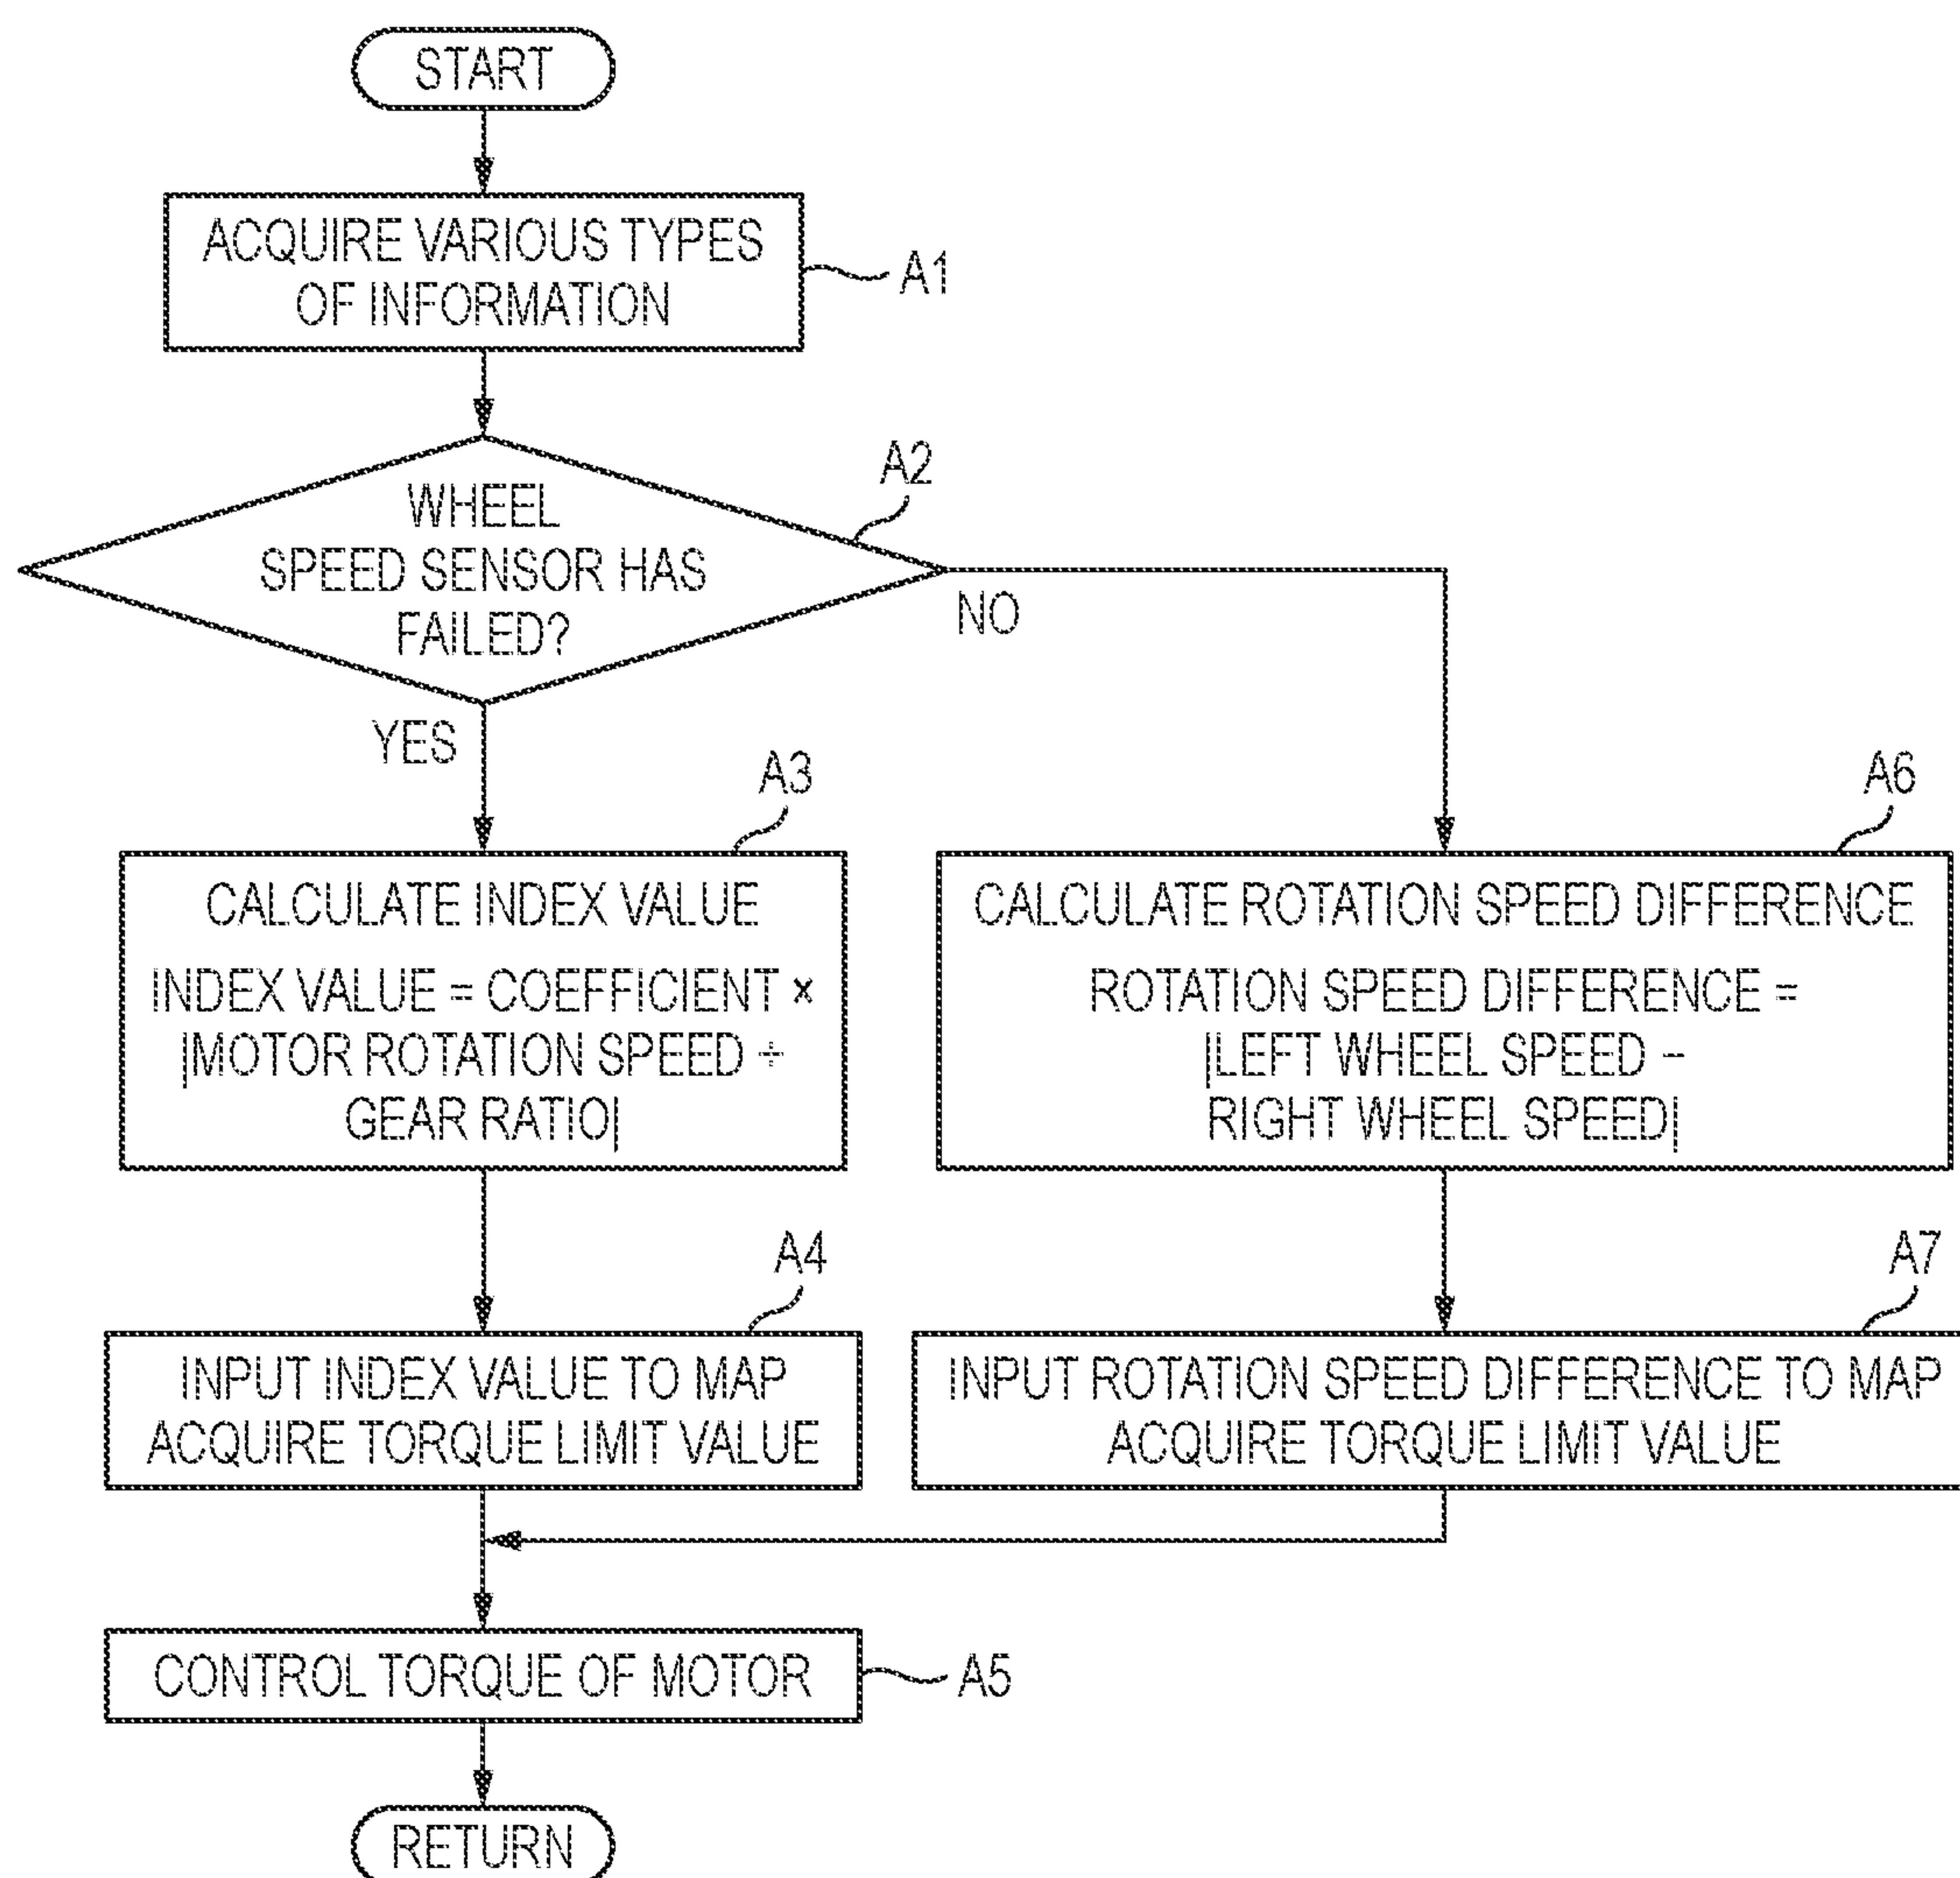 START
ACQUIRE VARIOUS TYPES
OF INFORMATION
A1
A2
WHEEL
SPEED SENSOR HAS
FAILED?
NO
YES
A3
CALCULATE INDEX VALUE
INDEX VALUE = COEFFICIENT ×
|MOTOR ROTATION SPEED ÷
GEAR RATIO|
A6
CALCULATE ROTATION SPEED DIFFERENCE
ROTATION SPEED DIFFERENCE =
|LEFT WHEEL SPEED −
RIGHT WHEEL SPEED|
A4
INPUT INDEX VALUE TO MAP
ACQUIRE TORQUE LIMIT VALUE
A7
INPUT ROTATION SPEED DIFFERENCE TO MAP
ACQUIRE TORQUE LIMIT VALUE
CONTROL TORQUE OF MOTOR
A5
RETURN